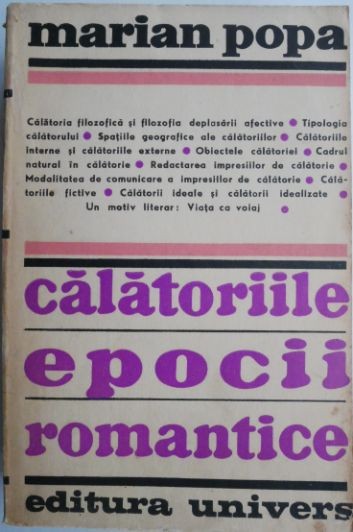 marian popa
Călătoria filozofică și filozofia deplasării afective ● Tipologia
călătorului ● Spațiile geografice ale călătoriilor ● Călătoriile
interne și călătoriile externe ● Obiectele călătoriei ● Cadrul
natural în călătorie ● Redactarea impresiilor de călătorie ●
Modalitatea de comunicare a impresiilor de călătorie ● Călă-
toriile fictive ● Călătorii ideale și călătorii idealizate ●
Un motiv literar: Viața ca voiaj ●
călătoriile
epocii
romantice
editura univers